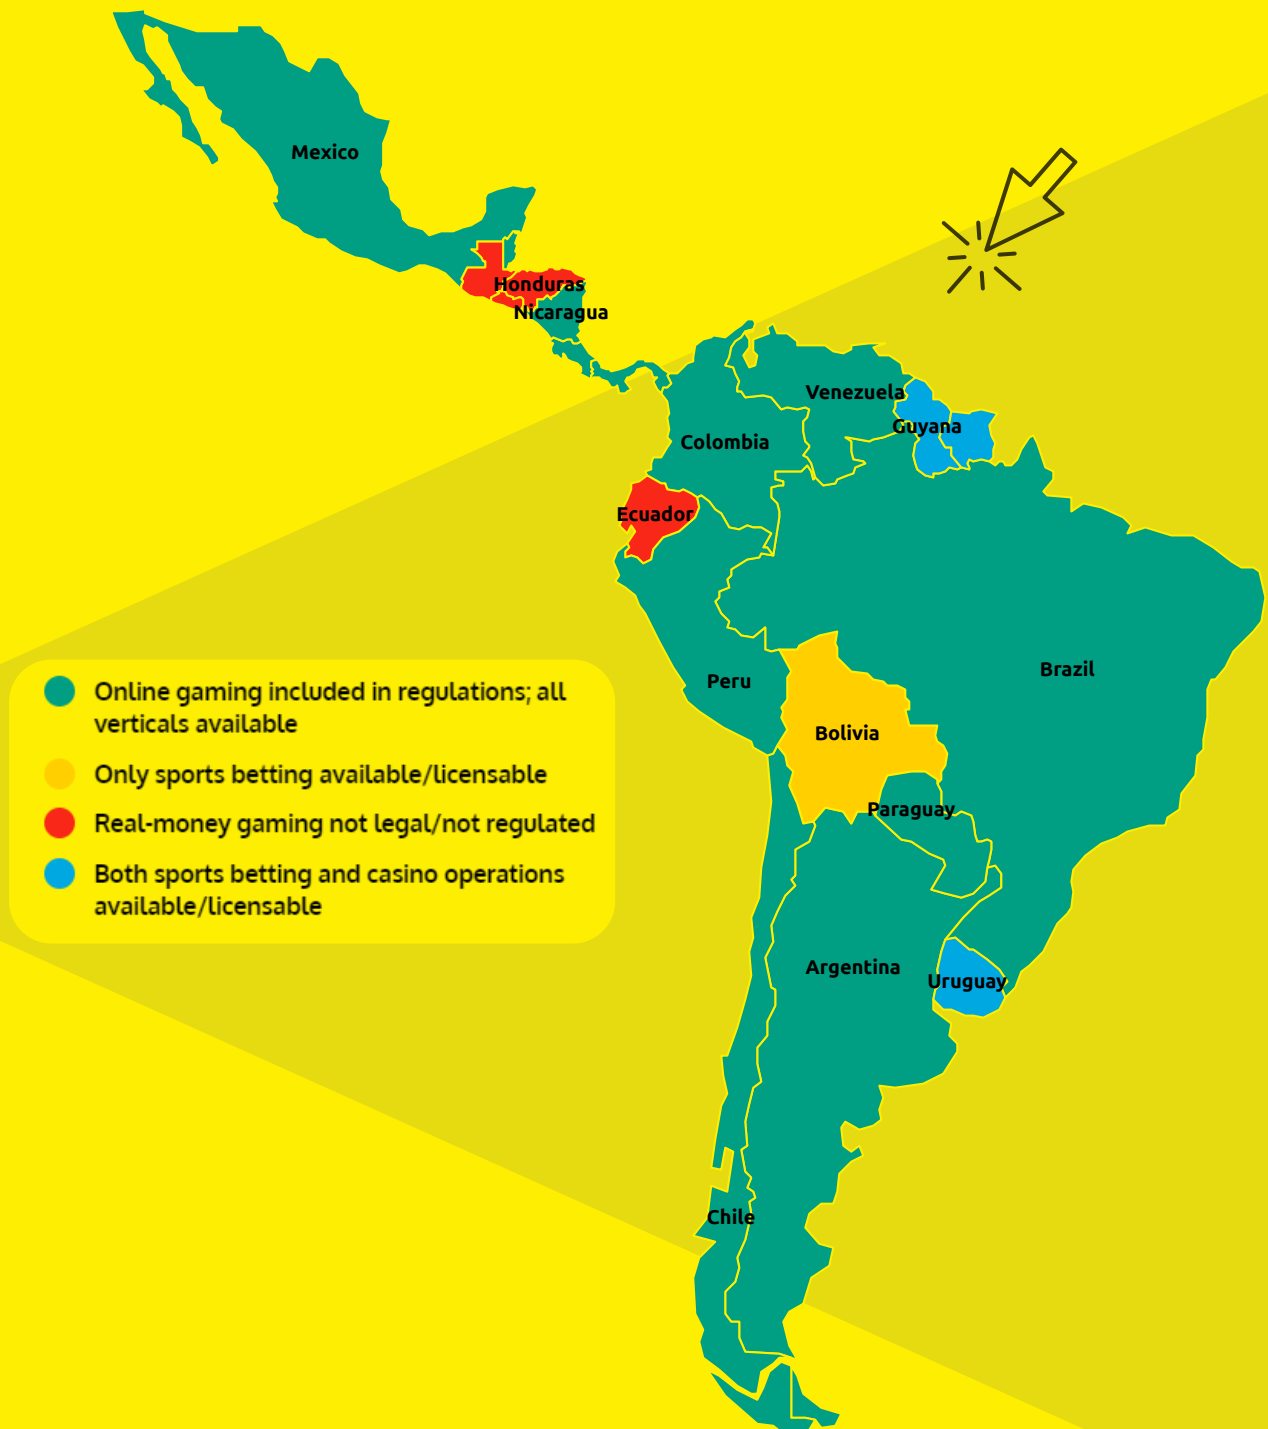 Mexico
Honduras
Nicaragua
Venezuela
Guyana
Colombia
Ecuador
Brazil
Peru
Online gaming included in regulations; all
verticals available
Bolivia
Only sports betting available/licensable
Paraguay
Real-money gaming not legal/not regulated
Both sports betting and casino operations
available/licensable
Argentina
Uruguay
Chile